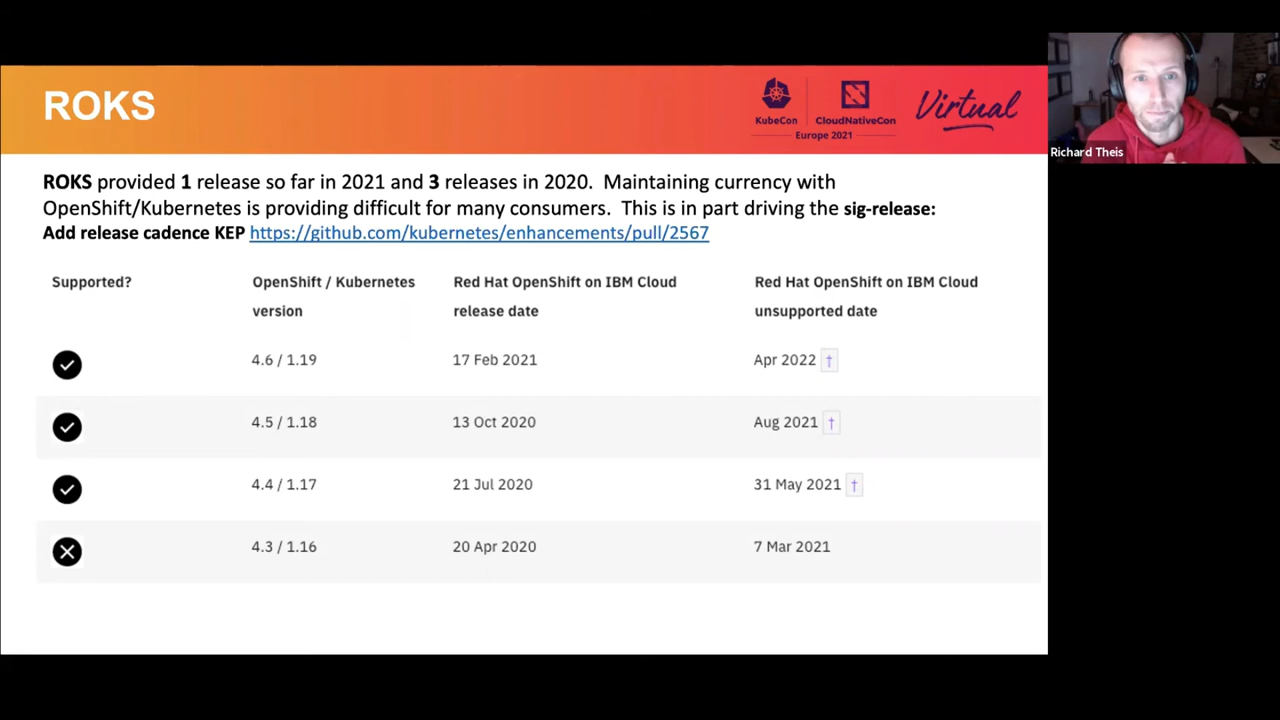 ROKS
KubeCon
CloudNativeCon
Europe 2021
Virtual
Richard Theis
ROKS provided 1 release so far in 2021 and 3 releases in 2020. Maintaining currency with
OpenShift/Kubernetes is providing difficult for many consumers. This is in part driving the sig-release:
Add release cadence KEP https://github.com/kubernetes/enhancements/pull/2567
Supported? OpenShift / Kubernetes Red Hat OpenShift on IBM Cloud Red Hat OpenShift on IBM Cloud
version release date unsupported date
4.6 / 1.19 17 Feb 2021 Apr 2022 †
4.5 / 1.18 13 Oct 2020 Aug 2021 †
4.4 / 1.17 21 Jul 2020 31 May 2021 †
4.3 / 1.16 20 Apr 2020 7 Mar 2021